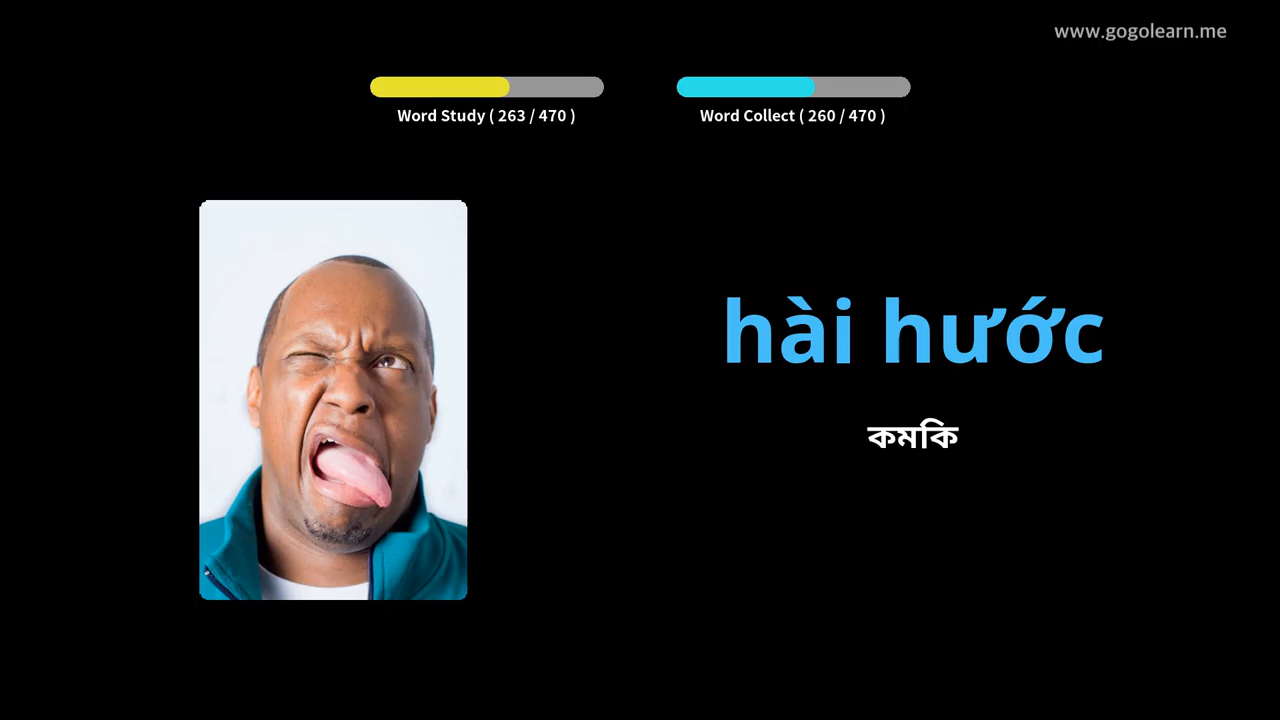 www.gogolearn.me
Word Study ( 263 / 470 )
Word Collect ( 260 / 470 )
hài hước
কমকি